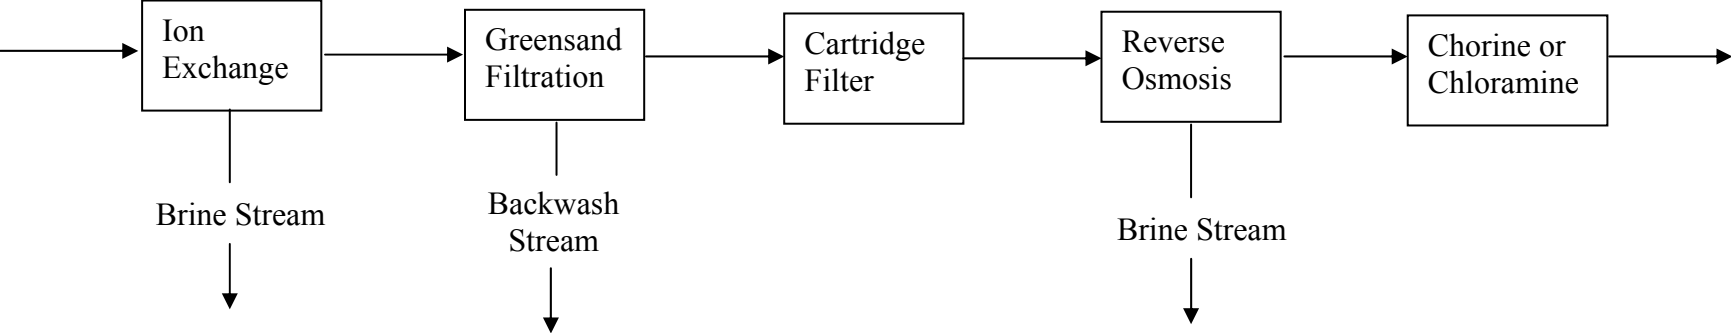 Ion
Exchange
Greensand
Filtration
Cartridge
Filter
Reverse
Osmosis
Chorine or
Chloramine
Brine Stream
Backwash
Stream
Brine Stream